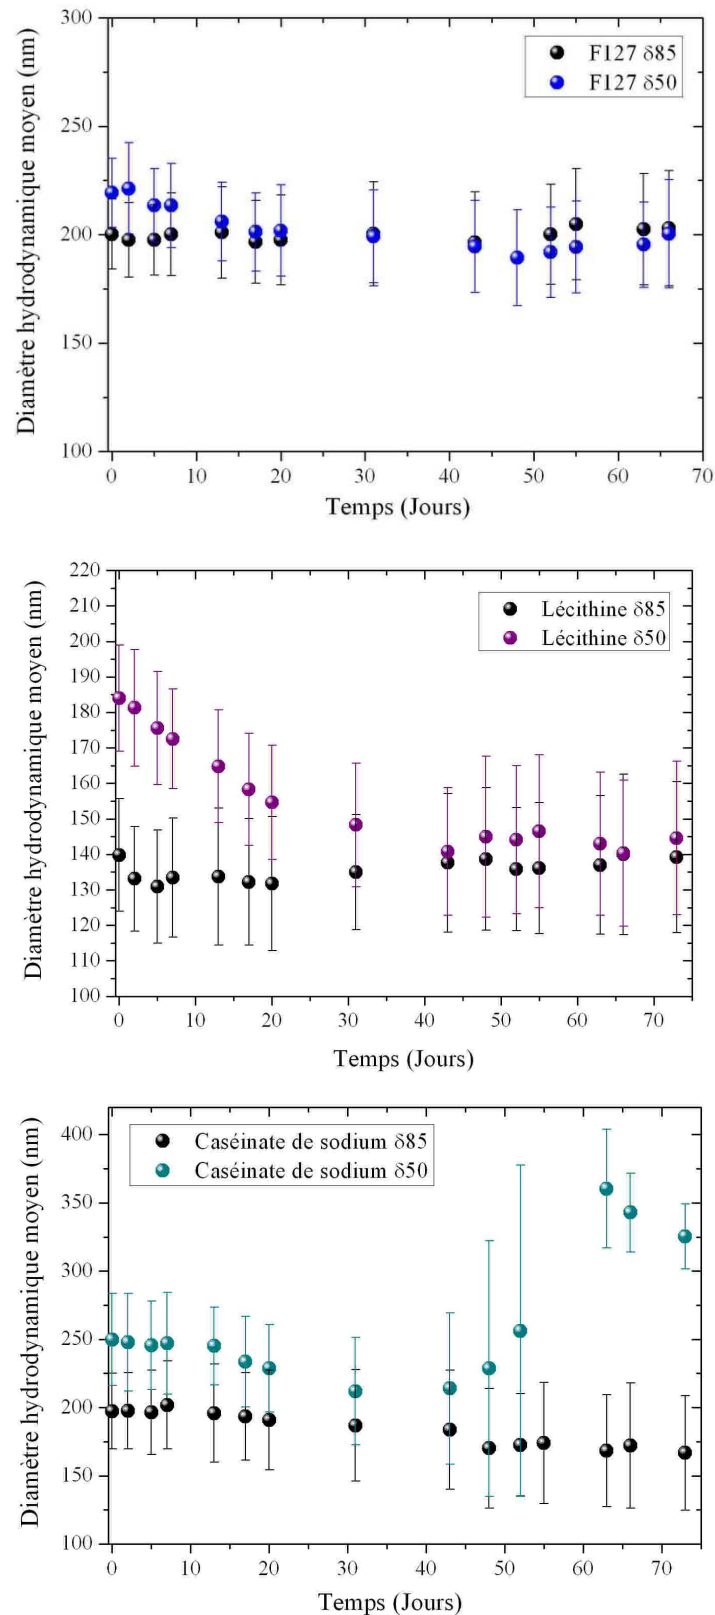 300
250
200
150
100
Diamètre hydrodynamique moyen (nm)
F127 δ85
F127 δ50
0 10 20 30 40 50 60 70
Temps (Jours)
220
210
200
190
180
170
160
150
140
130
120
110
100
Diamètre hydrodynamique moyen (nm)
Lécithine δ85
Lécithine δ50
0 10 20 30 40 50 60 70
Temps (Jours)
400
350
300
250
200
150
100
Diamètre hydrodynamique moyen (nm)
Caséinate de sodium δ85
Caséinate de sodium δ50
0 10 20 30 40 50 60 70
Temps (Jours)